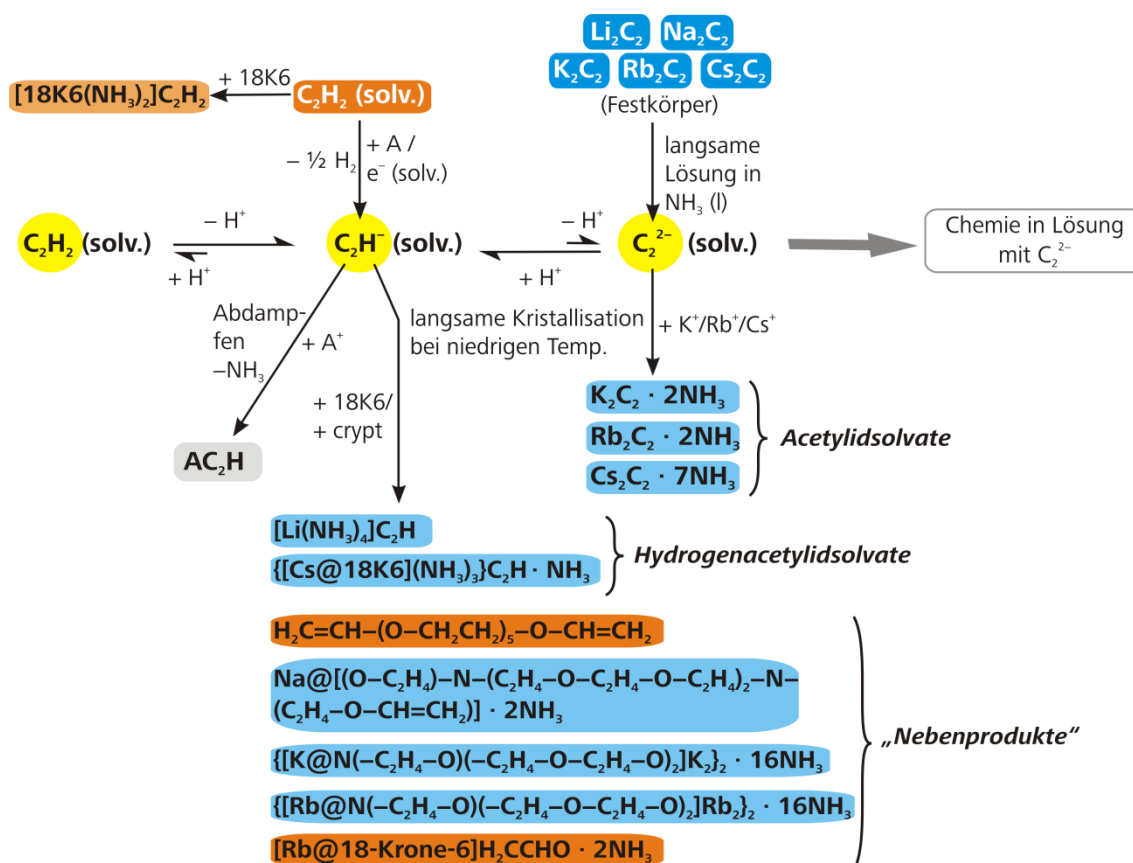 Li₂C₂ Na₂C₂
K₂C₂ Rb₂C₂ Cs₂C₂
(Festkörper)
[18K6(NH₃)₂]C₂H₂
+ 18K6
C₂H₂ (solv.)
– ½ H₂
+ A /
e⁻ (solv.)
langsame
Lösung in
NH₃ (l)
C₂H₂ (solv.)
– H⁺
+ H⁺
C₂H⁻ (solv.)
– H⁺
+ H⁺
C₂²⁻ (solv.)
Chemie in Lösung
mit C₂²⁻
Abdamp-
fen
–NH₃
+ A⁺
langsame Kristallisation
bei niedrigen Temp.
+ 18K6/
+ crypt
+ K⁺/Rb⁺/Cs⁺
AC₂H
K₂C₂ · 2NH₃
Rb₂C₂ · 2NH₃
Cs₂C₂ · 7NH₃
Acetylidsolvate
[Li(NH₃)₄]C₂H
{[Cs@18K6](NH₃)₃}C₂H · NH₃
Hydrogenacetylidsolvate
H₂C=CH–(O–CH₂CH₂)₅–O–CH=CH₂
Na@[(O–C₂H₄)–N–(C₂H₄–O–C₂H₄–O–C₂H₄)₂–N–
(C₂H₄–O–CH=CH₂)] · 2NH₃
{[K@N(–C₂H₄–O)(–C₂H₄–O–C₂H₄–O)₂]K₂}₂ · 16NH₃
{[Rb@N(–C₂H₄–O)(–C₂H₄–O–C₂H₄–O)₂]Rb₂}₂ · 16NH₃
[Rb@18-Krone-6]H₂CCHO · 2NH₃
„Nebenprodukte“